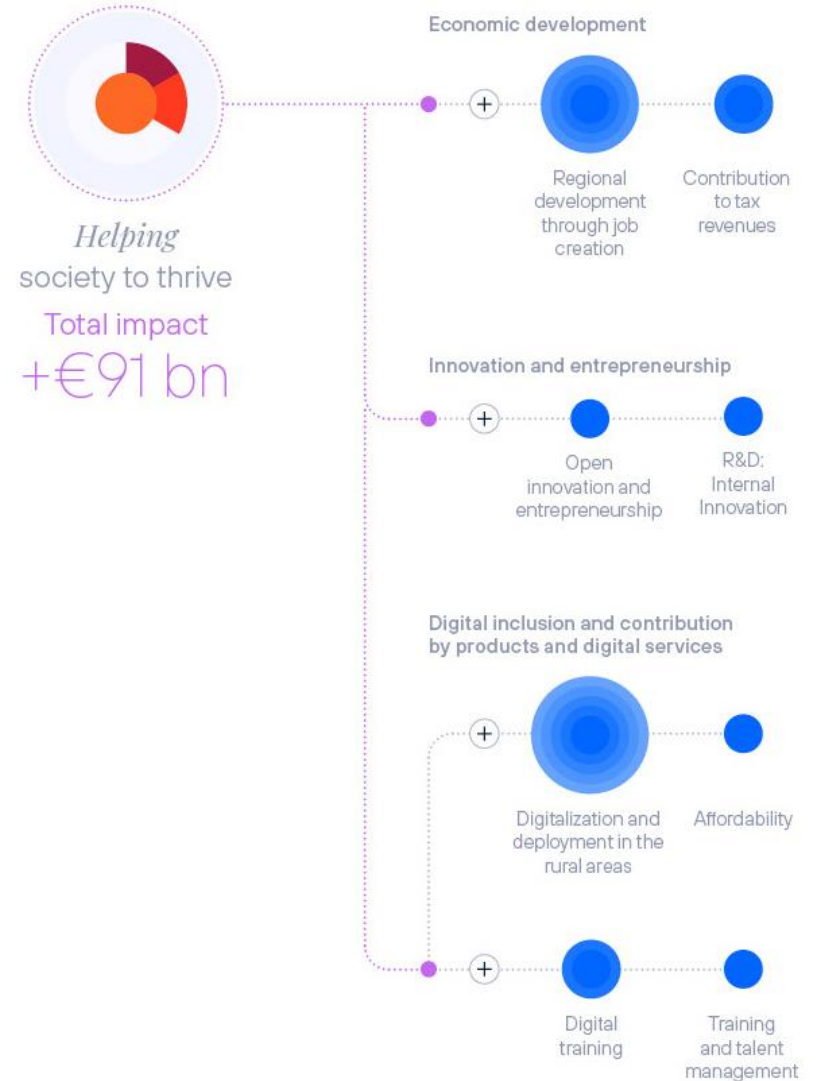 Helping
society to thrive
Total impact
+€91 bn
Economic development
+
Regional
development
through job
creation
Contribution
to tax
revenues
Innovation and entrepreneurship
+
Open
innovation and
entrepreneurship
R&D:
Internal
Innovation
Digital inclusion and contribution
by products and digital services
+
Digitalization and
deployment in the
rural areas
Affordability
+
Digital
training
Training
and talent
management